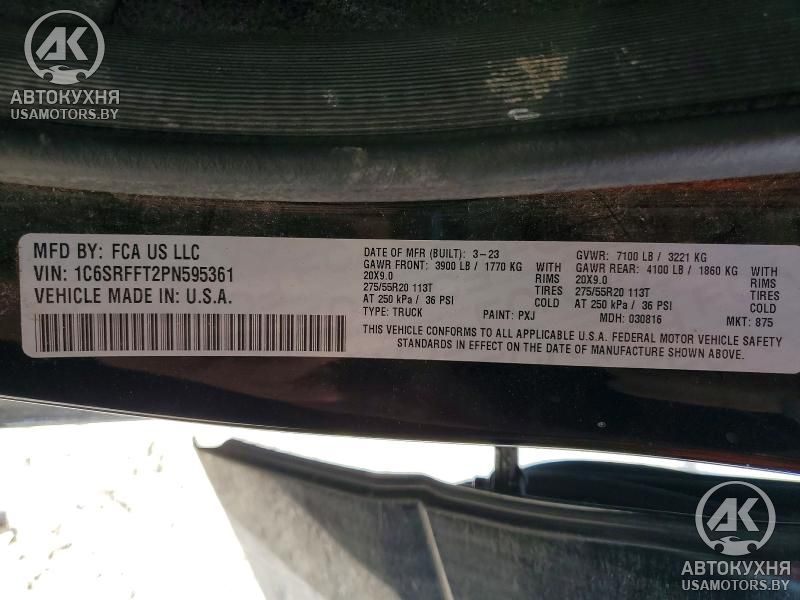 AK
АВТОКУХНЯ
USAMOTORS.BY
MFD BY: FCA US LLC
VIN: 1C6SRFFT2PN595361
VEHICLE MADE IN: U.S.A.
DATE OF MFR (BUILT): 3-23
GVWR: 7100 LB / 3221 KG
GAWR FRONT: 3900 LB / 1770 KG WITH
GAWR REAR: 4100 LB / 1860 KG WITH
20X9.0 RIMS
20X9.0 RIMS
275/55R20 113T TIRES
275/55R20 113T TIRES
AT 250 kPa / 36 PSI COLD
AT 250 kPa / 36 PSI COLD
TYPE: TRUCK PAINT: PXJ MDH: 030816 MKT: 875
THIS VEHICLE CONFORMS TO ALL APPLICABLE U.S.A. FEDERAL MOTOR VEHICLE SAFETY
STANDARDS IN EFFECT ON THE DATE OF MANUFACTURE SHOWN ABOVE.
AK
АВТОКУХНЯ
USAMOTORS.BY